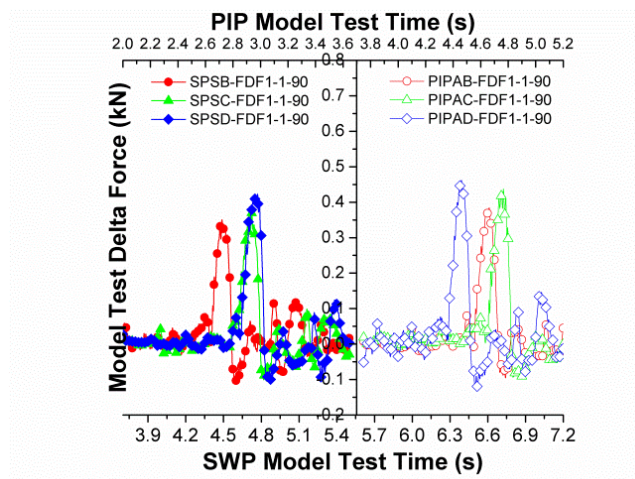 PIP Model Test Time (s)
2.0 2.2 2.4 2.6 2.8 3.0 3.2 3.4 3.6 3.8 4.0 4.2 4.4 4.6 4.8 5.0 5.2
Model Test Delta Force (kN)
0.8
0.7
0.6
0.5
0.4
0.3
0.2
0.1
0.0
0.1
0.2
SPSB-FDF1-1-90
SPSC-FDF1-1-90
SPSD-FDF1-1-90
PIPAB-FDF1-1-90
PIPAC-FDF1-1-90
PIPAD-FDF1-1-90
3.9 4.2 4.5 4.8 5.1 5.4 5.7 6.0 6.3 6.6 6.9 7.2
SWP Model Test Time (s)